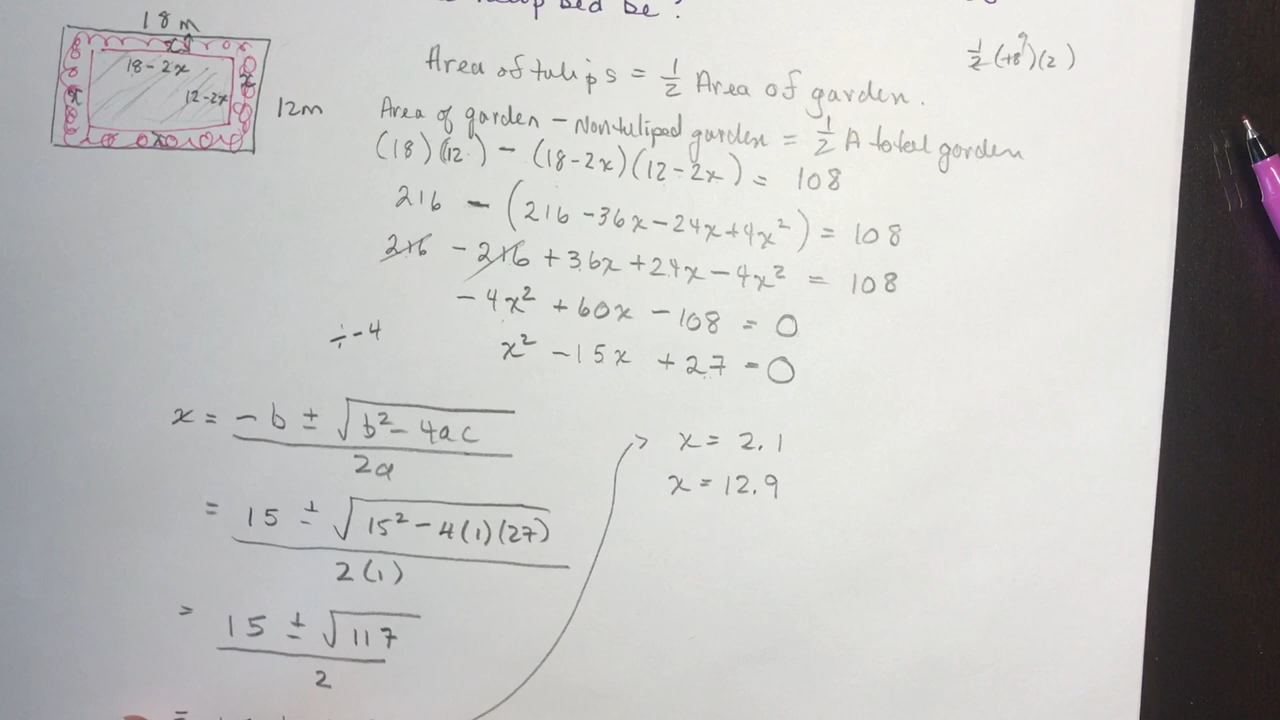 bed be?
18 m
x
18-2x
12-2x
x
x
x
12m
½(18)(2)
9
Area of tulips = ½ Area of garden.
Area of garden - Nontuliped garden = ½ A total garden
(18)(12) - (18-2x)(12-2x) = 108
216 - (216 -36x -24x +4x²) = 108
216 - 216 +36x +24x -4x² = 108
-4x² +60x -108 = 0
÷-4
x² -15x +27 = 0
x = -b ± √b²-4ac
2a
= 15 ± √15²-4(1)(27)
2(1)
= 15 ± √117
2
=
x = 2.1
x = 12.9